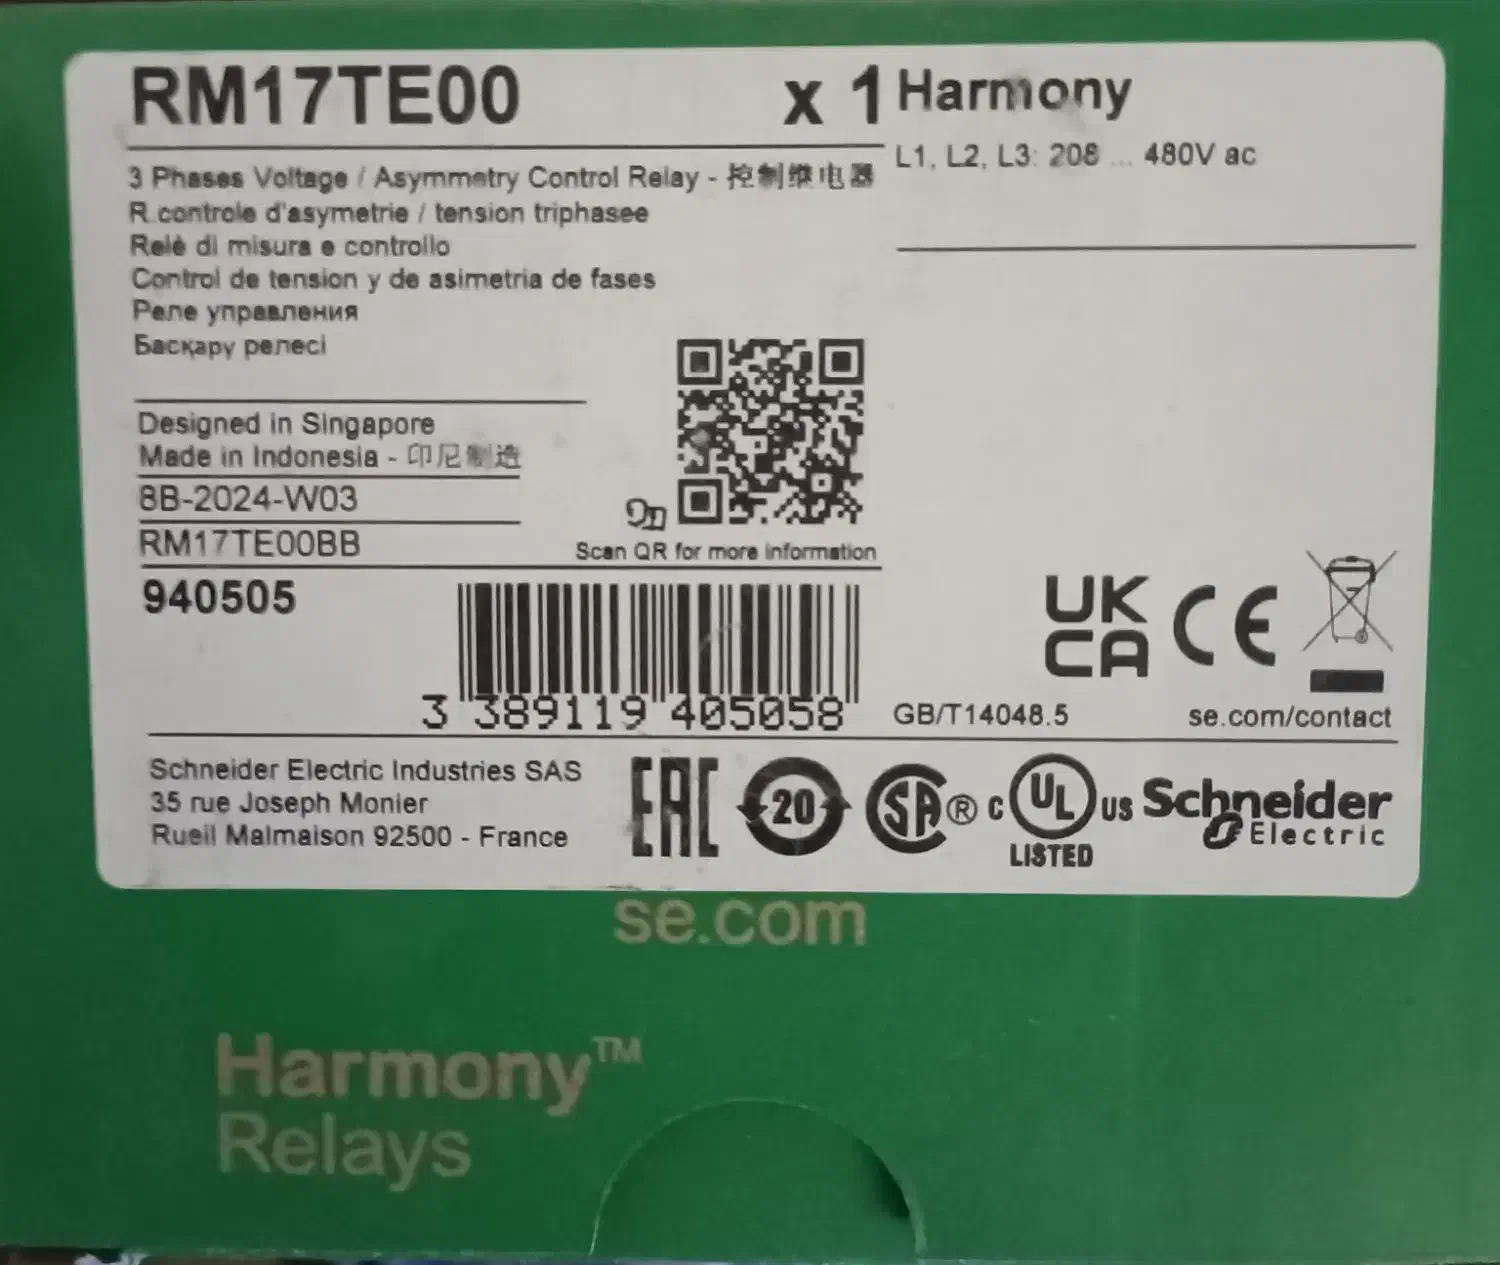 RM17TE00 x 1
3 Phases Voltage / Asymmetry Control Relay - 控制继电器
R.controle d'asymetrie / tension triphasee
Relè di misura e controllo
Control de tension y de asimetria de fases
Реле управления
Басқару релесі
Harmony
L1, L2, L3: 208 ... 480V ac
Designed in Singapore
Made in Indonesia - 印尼制造
8B-2024-W03
RM17TE00BB
Scan QR for more information
940505
3 389119 405058
UK
CA
CE
GB/T14048.5
se.com/contact
Schneider Electric Industries SAS
35 rue Joseph Monier
Rueil Malmaison 92500 - France
EAC
20
SA®
C UL US
LISTED
Schneider
Electric
se.com
Harmony™
Relays